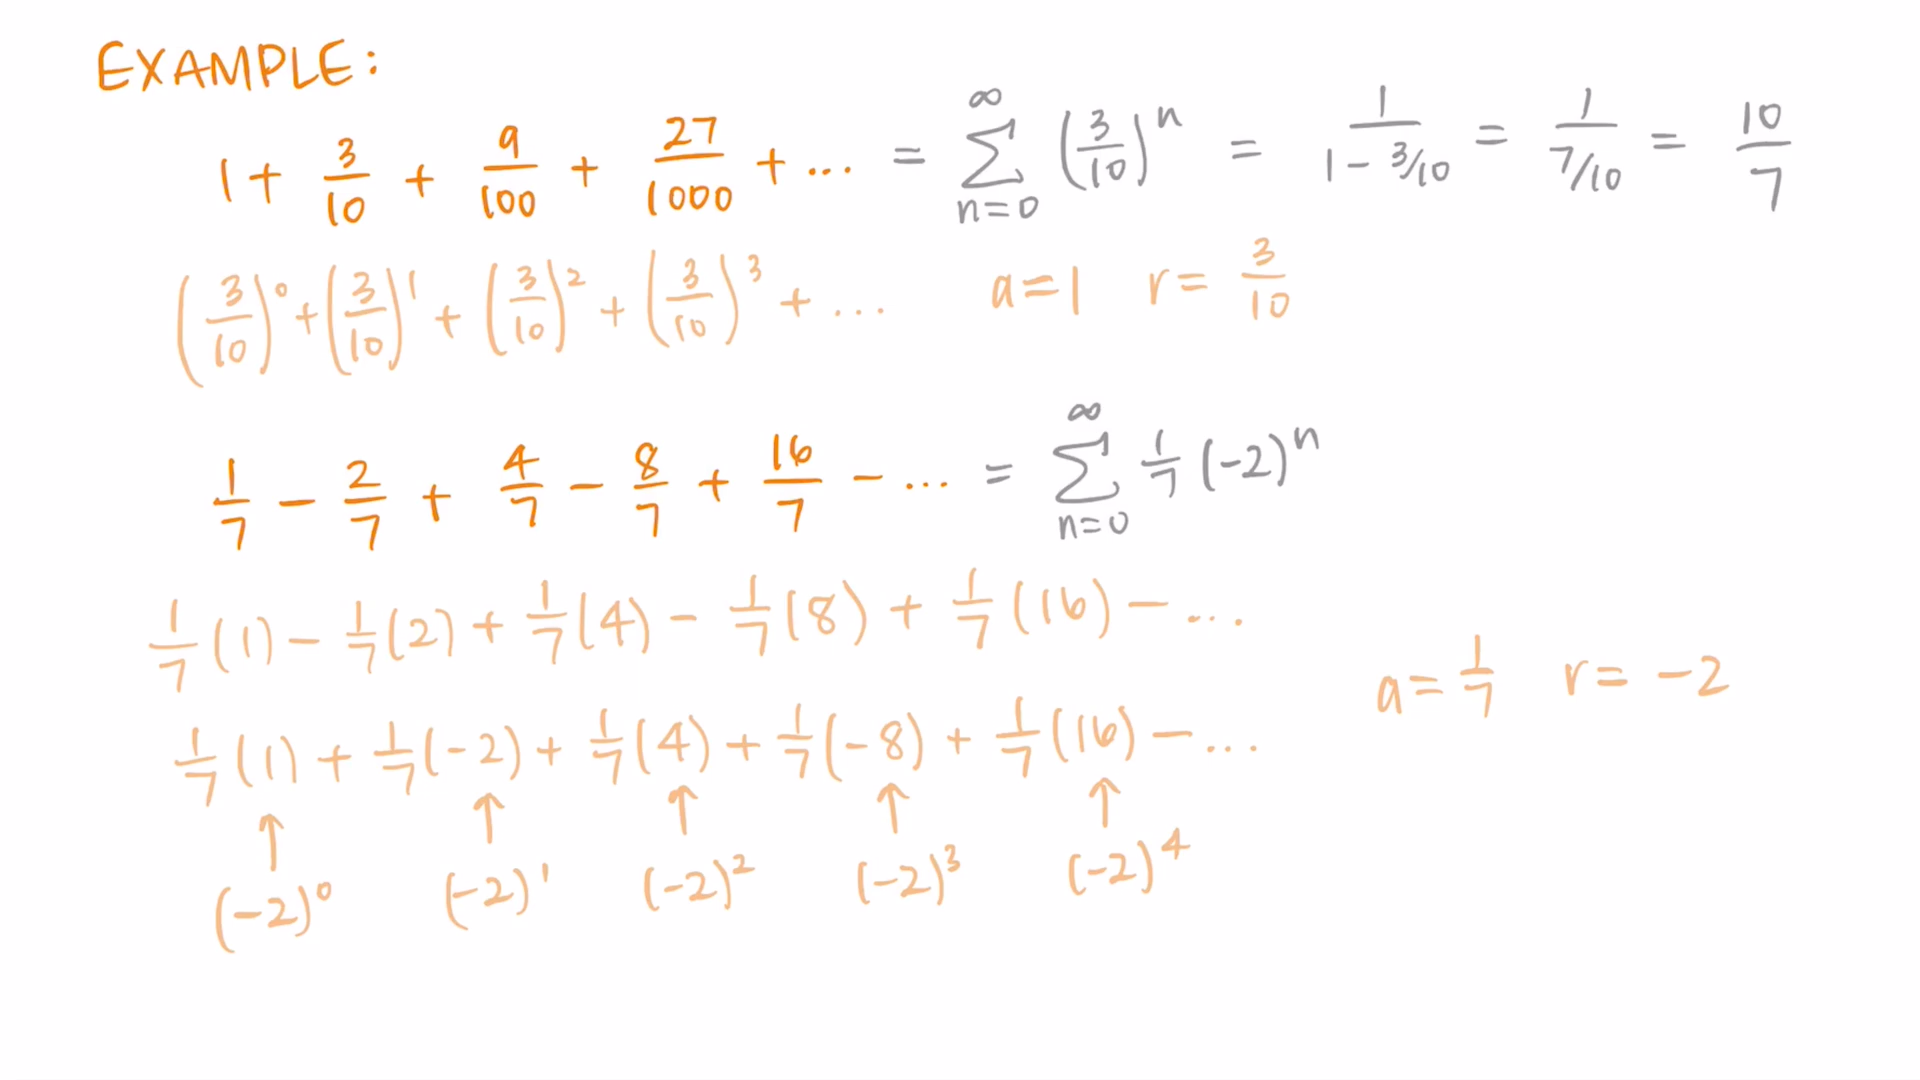 EXAMPLE:
1 + 3/10 + 9/100 + 27/1000 + ... = ∑_{n=0}^{∞} (3/10)^n = 1/(1 - 3/10) = 1/(7/10) = 10/7
(3/10)^0 + (3/10)^1 + (3/10)^2 + (3/10)^3 + ... a=1 r= 3/10
1/7 - 2/7 + 4/7 - 8/7 + 16/7 - ... = ∑_{n=0}^{∞} 1/7 (-2)^n
1/7 (1) - 1/7 (2) + 1/7 (4) - 1/7 (8) + 1/7 (16) - ...
a= 1/7 r= -2
1/7 (1) + 1/7 (-2) + 1/7 (4) + 1/7 (-8) + 1/7 (16) - ...
↑ ↑ ↑ ↑ ↑
(-2)^0 (-2)^1 (-2)^2 (-2)^3 (-2)^4